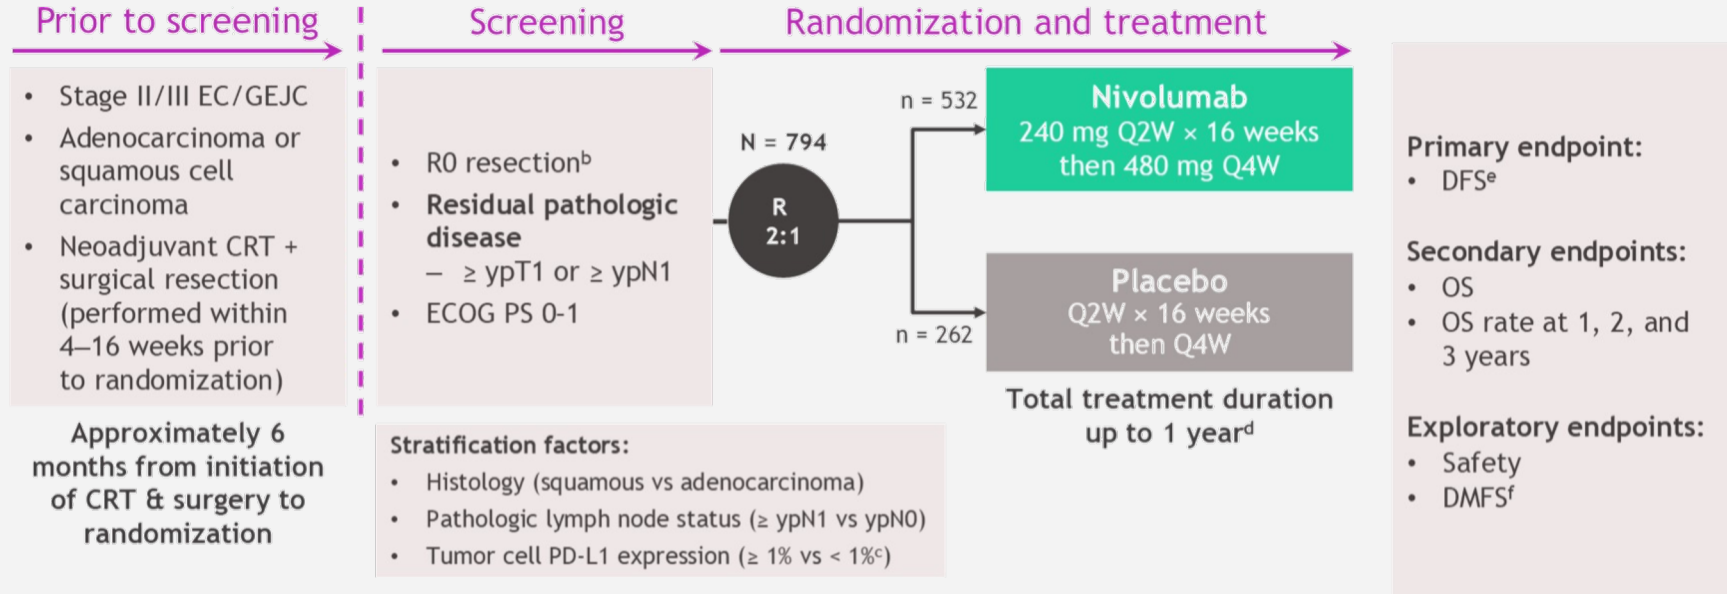 Prior to screening
• Stage II/III EC/GEJC
• Adenocarcinoma or
squamous cell
carcinoma
• Neoadjuvant CRT +
surgical resection
(performed within
4–16 weeks prior
to randomization)
Approximately 6
months from initiation
of CRT & surgery to
randomization
Screening
• R0 resectionᵇ
• Residual pathologic
disease
– ≥ ypT1 or ≥ ypN1
• ECOG PS 0-1
Stratification factors:
• Histology (squamous vs adenocarcinoma)
• Pathologic lymph node status (≥ ypN1 vs ypN0)
• Tumor cell PD-L1 expression (≥ 1% vs < 1%ᶜ)
Randomization and treatment
N = 794
R
2:1
n = 532
Nivolumab
240 mg Q2W × 16 weeks
then 480 mg Q4W
n = 262
Placebo
Q2W × 16 weeks
then Q4W
Total treatment duration
up to 1 yearᵈ
Primary endpoint:
• DFSᵉ
Secondary endpoints:
• OS
• OS rate at 1, 2, and
3 years
Exploratory endpoints:
• Safety
• DMFSᶠ